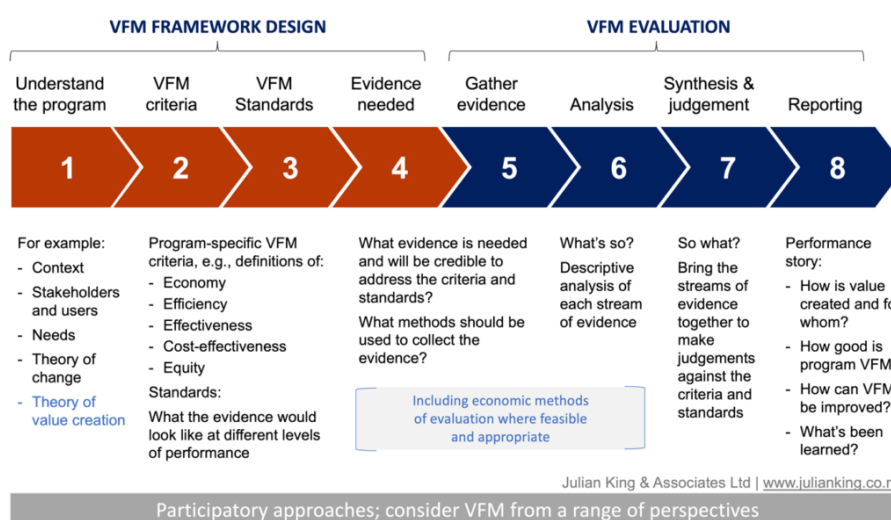 VFM FRAMEWORK DESIGN
VFM EVALUATION
Understand
the program
VFM
criteria
VFM
Standards
Evidence
needed
Gather
evidence
Analysis
Synthesis &
judgement
Reporting
1
2
3
4
5
6
7
8
For example:
- Context
- Stakeholders
and users
- Needs
- Theory of
change
- Theory of
value creation
Program-specific VFM
criteria, e.g., definitions of:
- Economy
- Efficiency
- Effectiveness
- Cost-effectiveness
- Equity
Standards:
What the evidence would
look like at different levels
of performance
What evidence is needed
and will be credible to
address the criteria and
standards?
What methods should be
used to collect the
evidence?
Including economic methods
of evaluation where feasible
and appropriate
What's so?
Descriptive
analysis of
each stream
of evidence
So what?
Bring the
streams of
evidence
together to
make
judgements
against the
criteria and
standards
Performance
story:
- How is value
created and fo
whom?
- How good is
program VFM
- How can VFM
be improved?
- What's been
learned?
Julian King & Associates Ltd | www.julianking.co.n
Participatory approaches; consider VFM from a range of perspectives